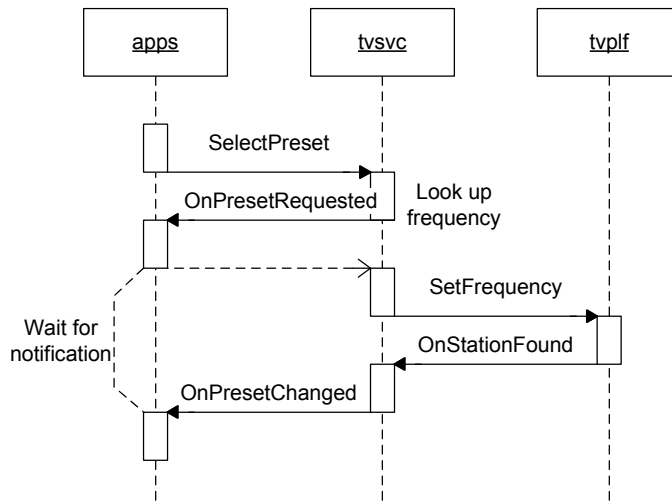 apps
tvsvc
tvplf
SelectPreset
OnPresetRequested
Look up
frequency
SetFrequency
Wait for
notification
OnStationFound
OnPresetChanged